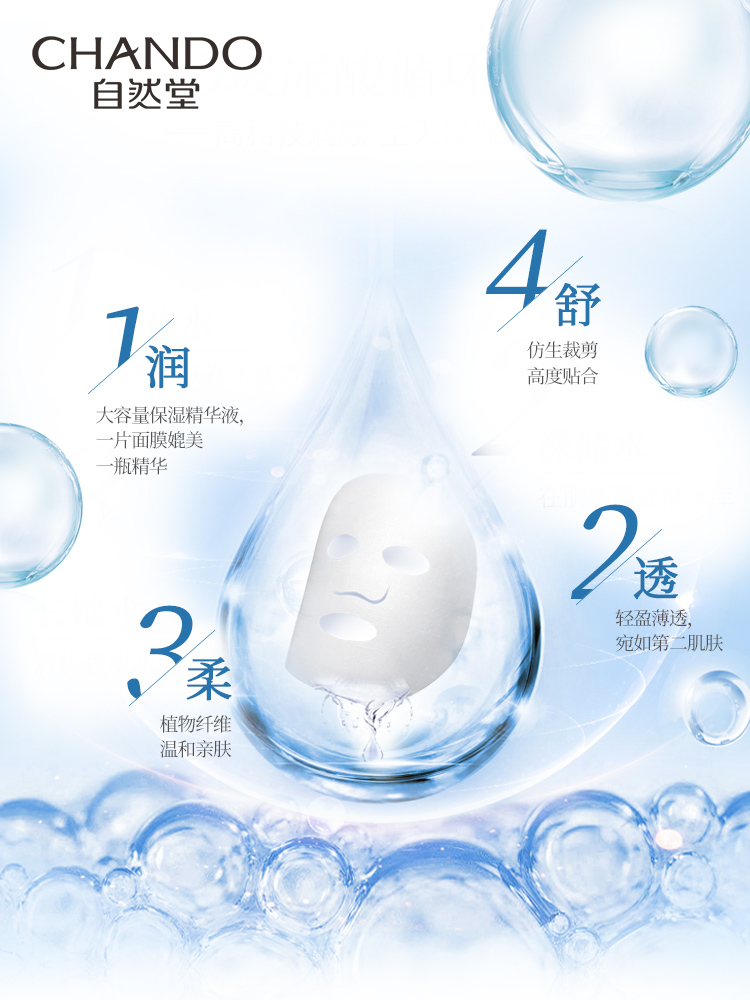 CHANDO
自然堂
1 润
大容量保湿精华液,
一片面膜媲美
一瓶精华
2 透
轻盈薄透,
宛如第二肌肤
3 柔
植物纤维
温和亲肤
4 舒
仿生裁剪
高度贴合